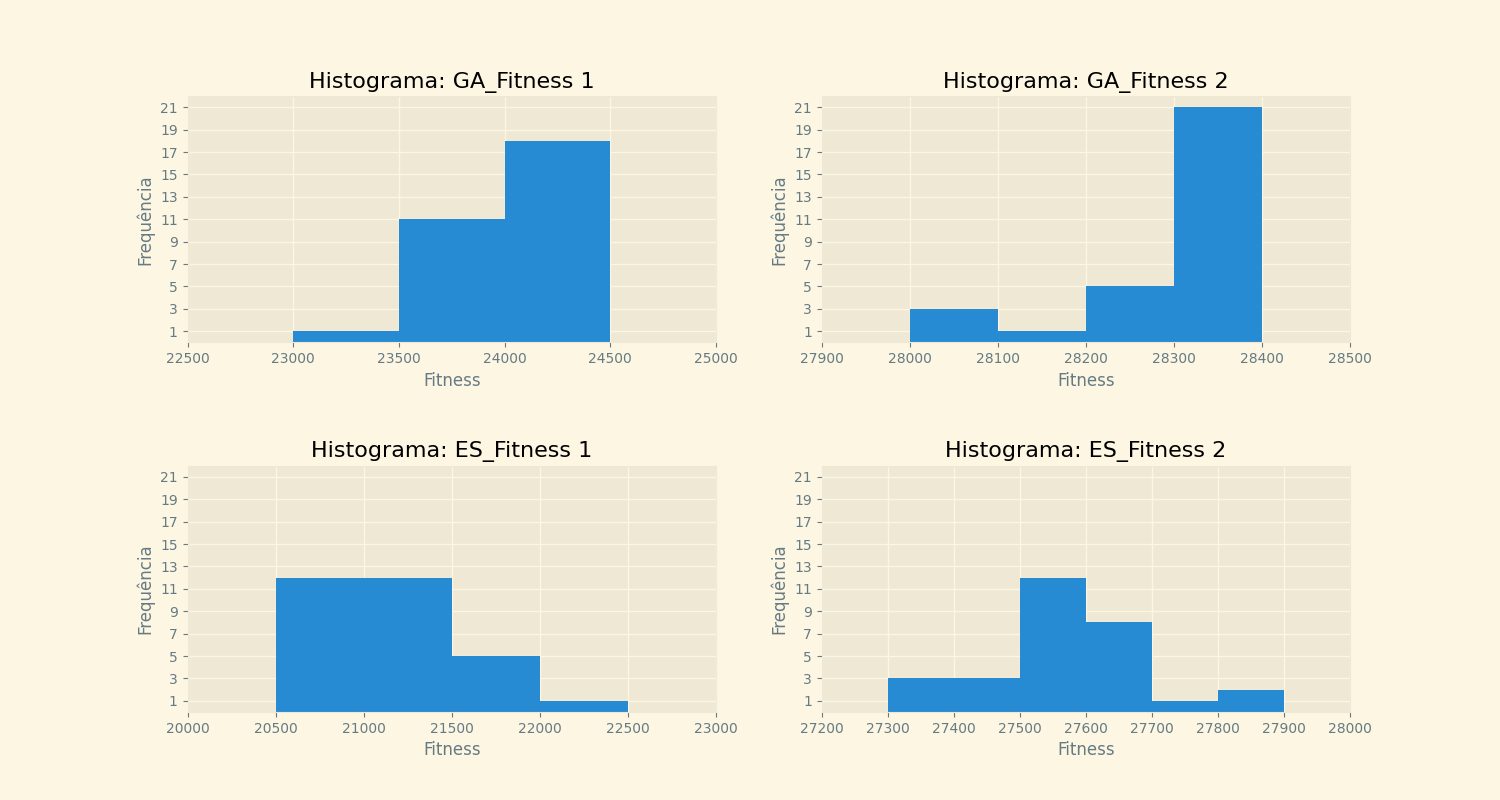 Histograma: GA_Fitness 1
21
19
17
15
13
11
9
7
5
3
1
Frequência
22500 23000 23500 24000 24500 25000
Fitness
Histograma: GA_Fitness 2
21
19
17
15
13
11
9
7
5
3
1
Frequência
27900 28000 28100 28200 28300 28400 28500
Fitness
Histograma: ES_Fitness 1
21
19
17
15
13
11
9
7
5
3
1
Frequência
20000 20500 21000 21500 22000 22500 23000
Fitness
Histograma: ES_Fitness 2
21
19
17
15
13
11
9
7
5
3
1
Frequência
27200 27300 27400 27500 27600 27700 27800 27900 28000
Fitness